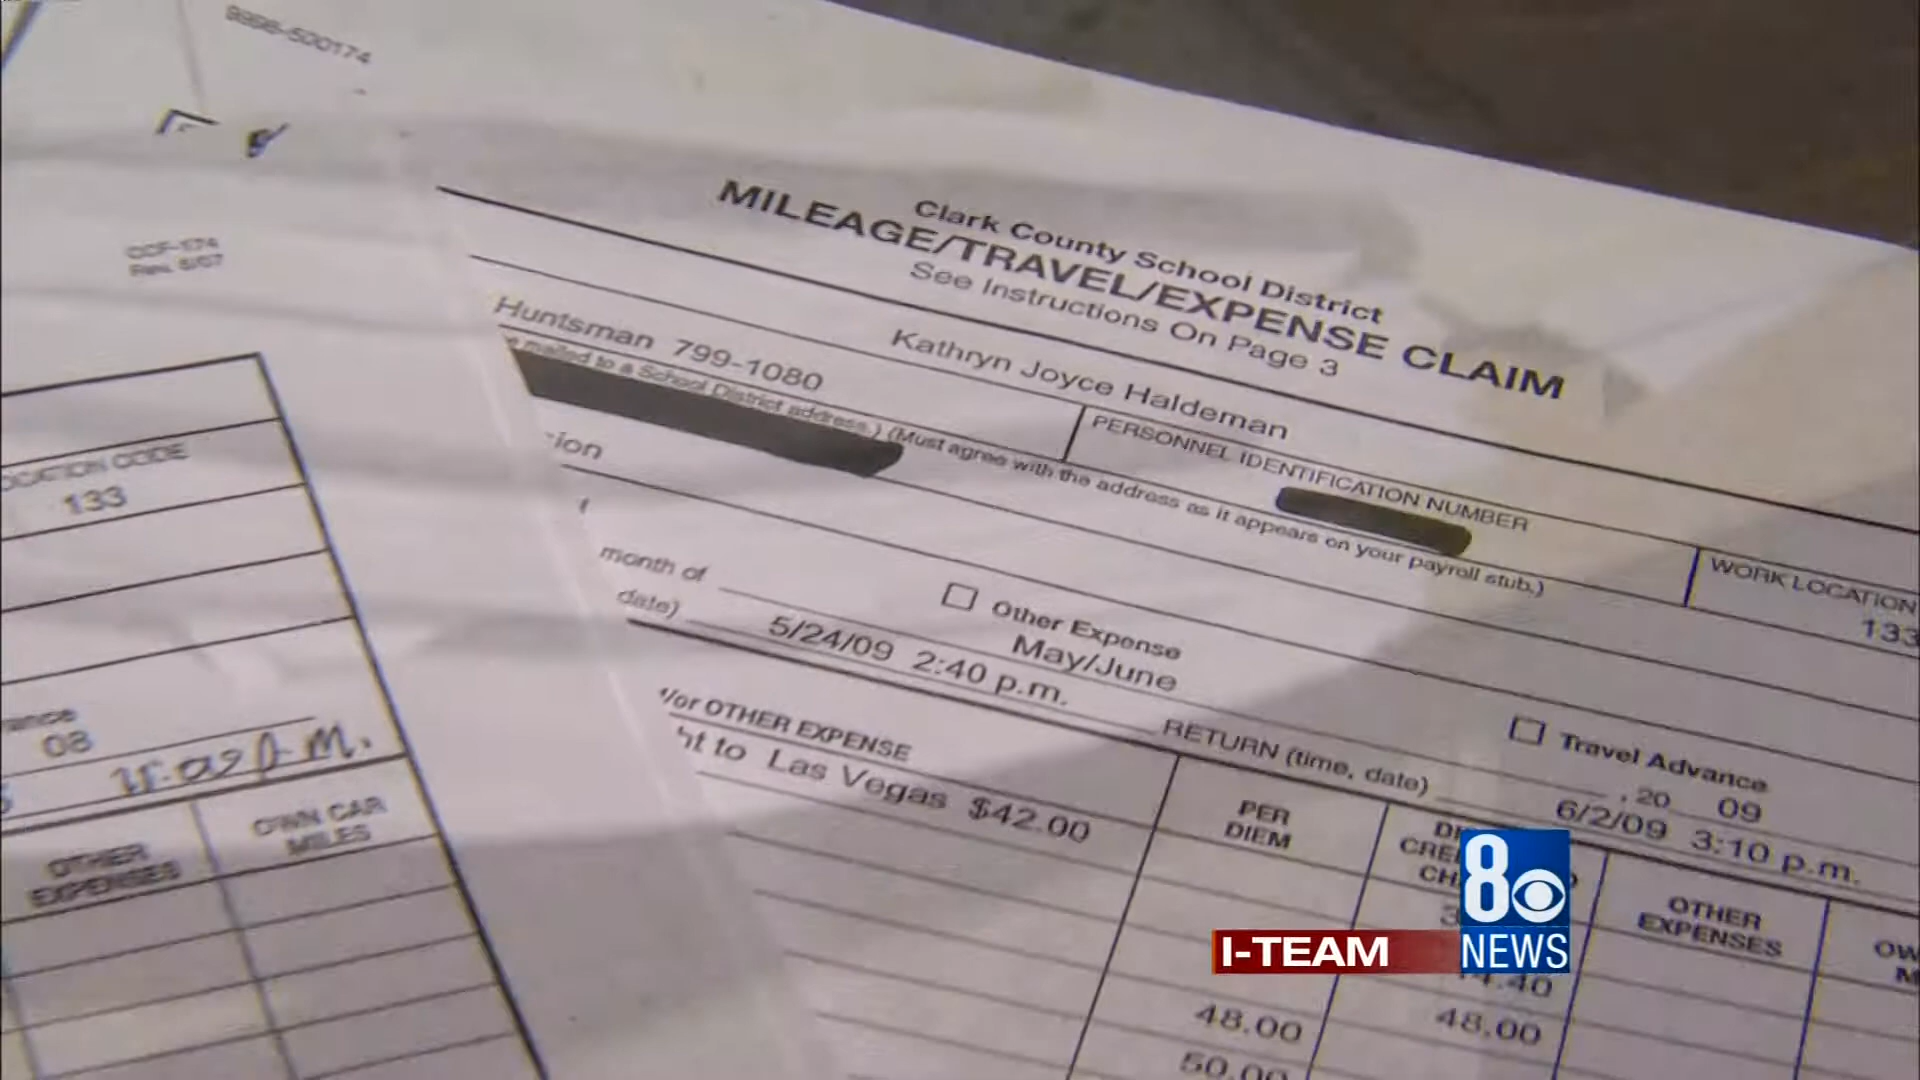 9956-500174
CCF-174
Rev. 6/07
LOCATION CODE
133
08
P.M.
OTHER
EXPENSES
OWN CAR
MILES
Clark County School District
MILEAGE/TRAVEL/EXPENSE CLAIM
See Instructions On Page 3
Huntsman 799-1080
Kathryn Joyce Haldeman
mailed to a School District address.) (Must agree with the address as it appears on your payroll stub.)
PERSONNEL IDENTIFICATION NUMBER
WORK LOCATION
133
month of
Other Expense
May/June
Travel Advance
, 20 09
date) 5/24/09 2:40 p.m.
RETURN (time, date) 6/2/09 3:10 p.m.
/or OTHER EXPENSE
to Las Vegas $42.00
PER
DIEM
OTHER
EXPENSES
48.00 48.00
50.00
I-TEAM
8 NEWS